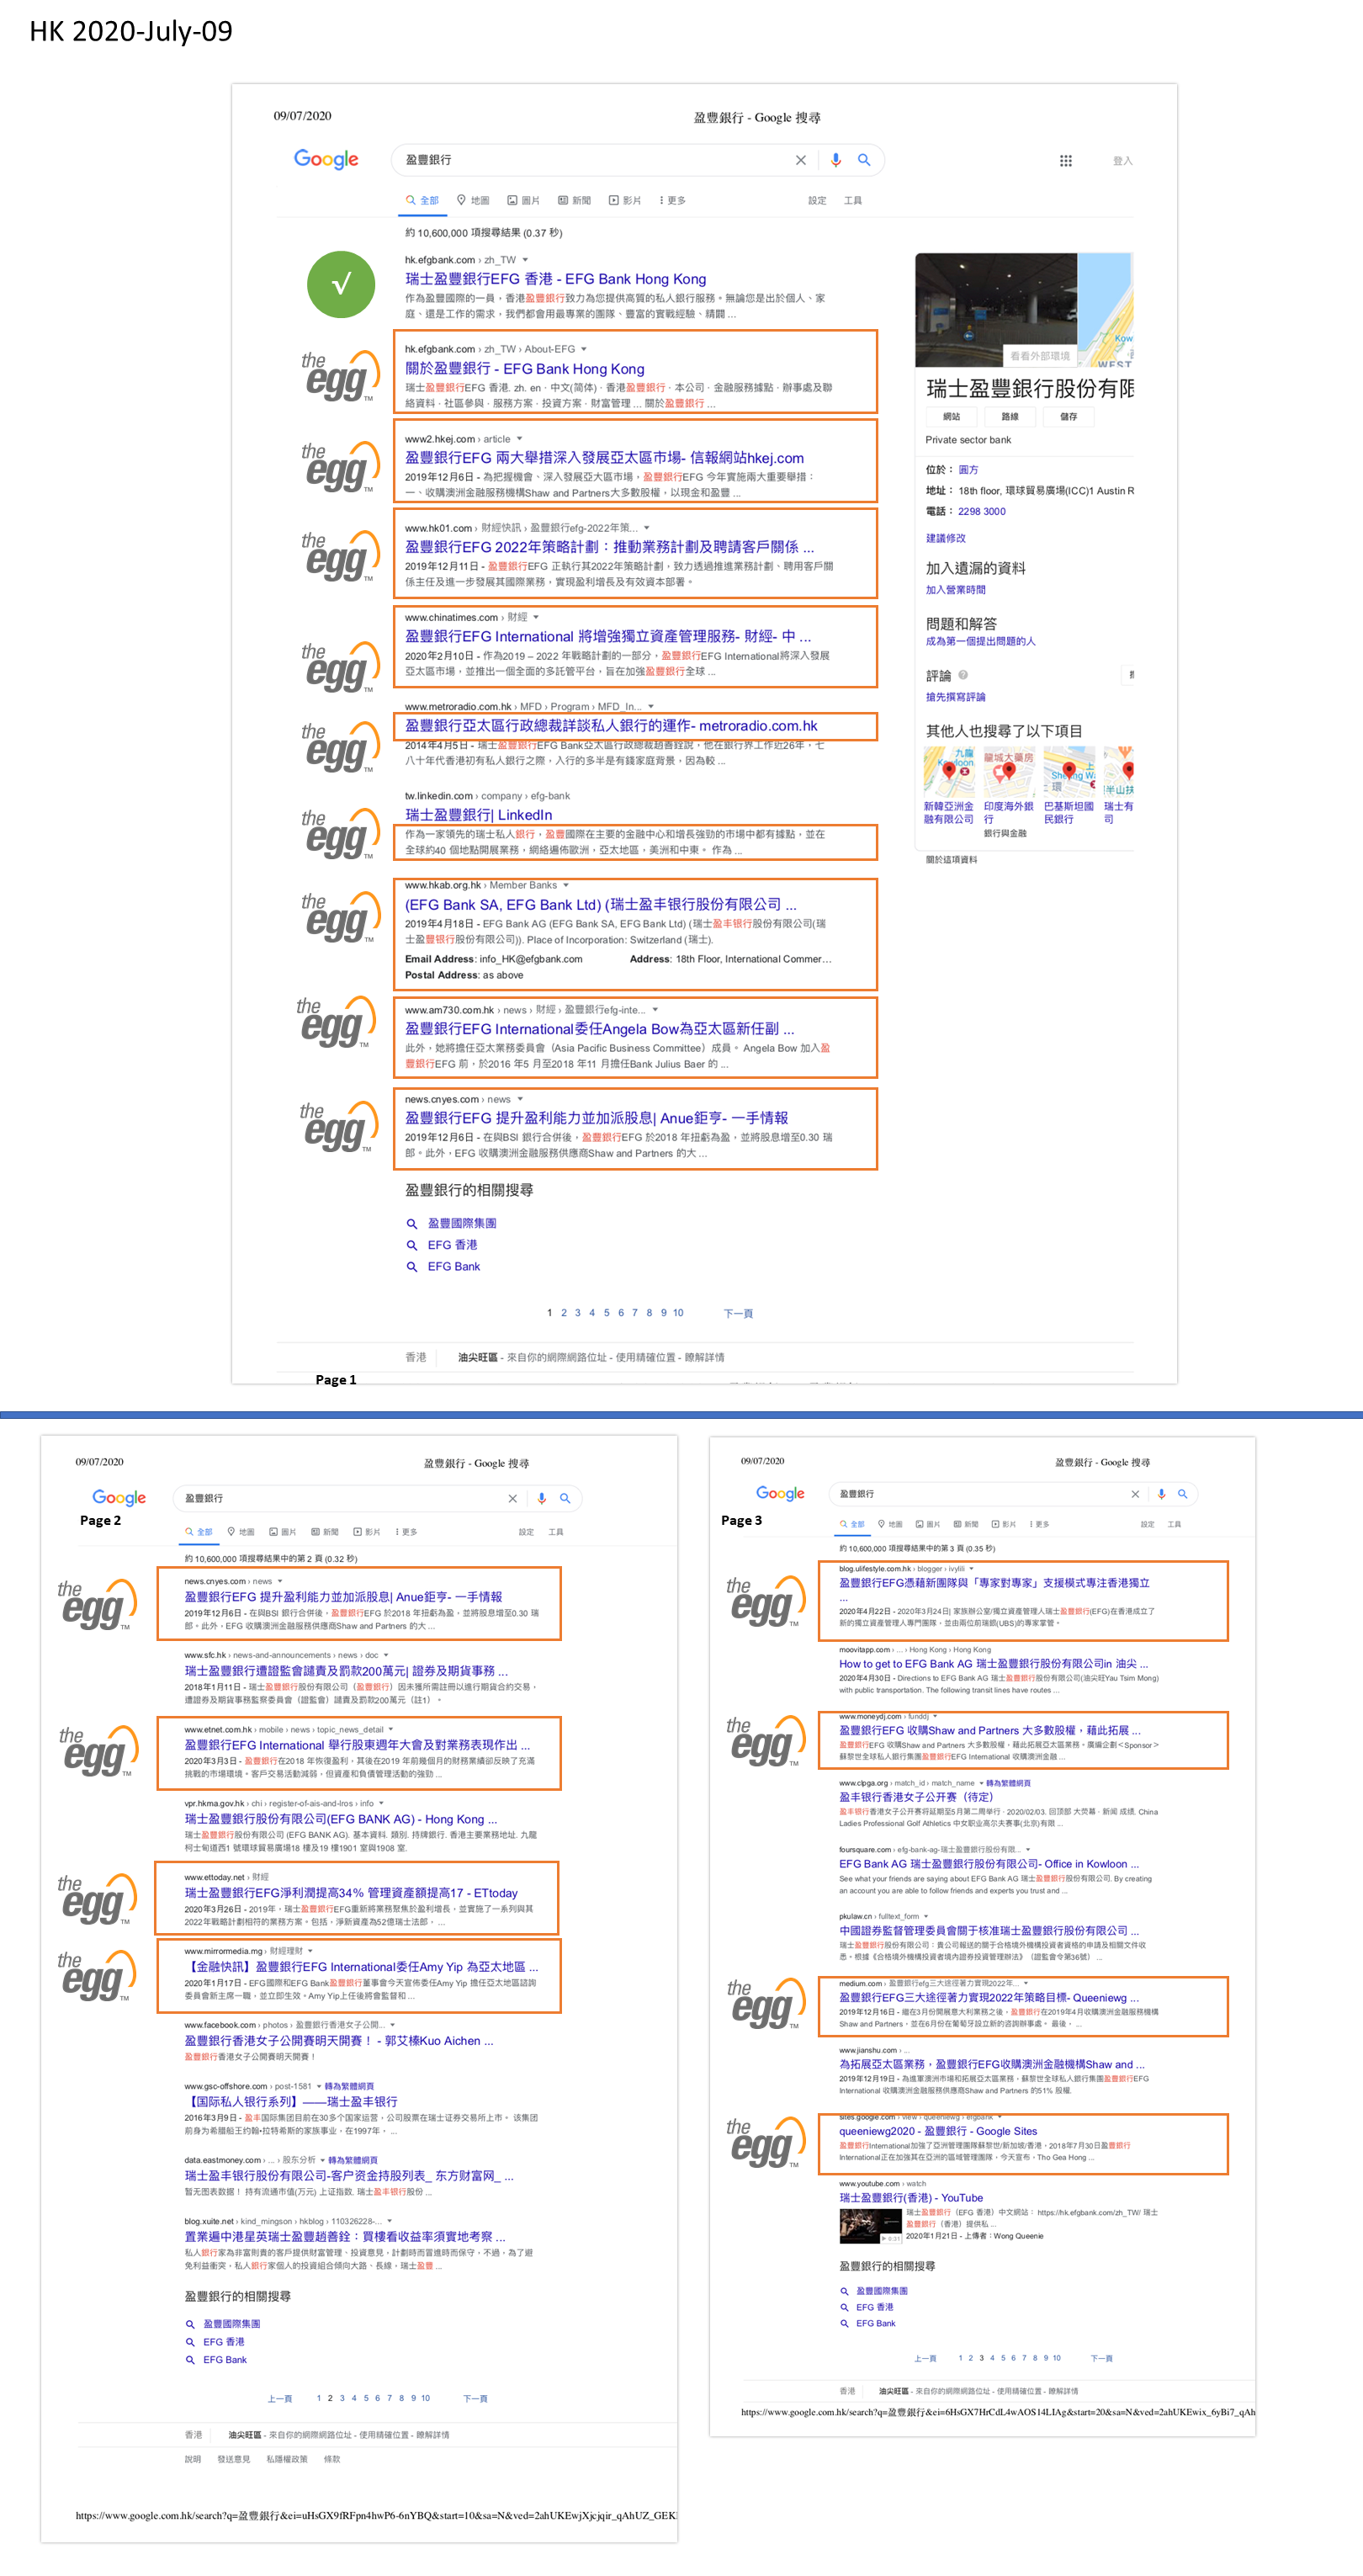 HK 2020-July-09
09/07/2020
盈豐銀行 - Google 搜尋
Google
盈豐銀行
登入
全部 地圖 圖片 新聞 影片 更多 設定 工具
約 10,600,000 項搜尋結果 (0.37 秒)
√
hk.efgbank.com › zh_TW
瑞士盈豐銀行EFG 香港 - EFG Bank Hong Kong
作為盈豐國際的一員，香港盈豐銀行致力為您提供高質的私人銀行服務。無論您是出於個人、家
庭、還是工作的需求，我們都會用最專業的團隊、豐富的實戰經驗、精闢 ...
the egg TM
hk.efgbank.com › zh_TW › About-EFG
關於盈豐銀行 - EFG Bank Hong Kong
瑞士盈豐銀行EFG 香港. zh. en · 中文(简体) · 香港盈豐銀行 · 本公司 · 金融服務據點 · 辦事處及聯
絡資料 · 社區參與 · 服務方案 · 投資方案 · 財富管理 ... 關於盈豐銀行 ...
the egg TM
www2.hkej.com › article
盈豐銀行EFG 兩大舉措深入發展亞太區市場- 信報網站hkej.com
2019年12月6日 - 為把握機會、深入發展亞太區市場，盈豐銀行EFG 今年實施兩大重要舉措：
一、收購澳洲金融服務機構Shaw and Partners大多數股權，以現金和盈豐 ...
the egg TM
www.hk01.com › 財經快訊 › 盈豐銀行efg-2022年策...
盈豐銀行EFG 2022年策略計劃：推動業務計劃及聘請客戶關係 ...
2019年12月11日 - 盈豐銀行EFG 正執行其2022年策略計劃，致力透過推進業務計劃、聘用客戶關
係主任及進一步發展其國際業務，實現盈利增長及有效資本部署。
the egg TM
www.chinatimes.com › 財經
盈豐銀行EFG International 將增強獨立資產管理服務- 財經- 中 ...
2020年2月10日 - 作為2019 – 2022 年戰略計劃的一部分，盈豐銀行EFG International將深入發展
亞太區市場，並推出一個全面的多託管平台，旨在加強盈豐銀行全球 ...
the egg TM
www.metroradio.com.hk › MFD › Program › MFD_In...
盈豐銀行亞太區行政總裁詳談私人銀行的運作- metroradio.com.hk
2014年4月5日 - 瑞士盈豐銀行EFG Bank亞太區行政總裁趙善銓說，他在銀行界工作近26年，七
八十年代香港初有私人銀行之際，入行的多半是有錢家庭背景，因為較 ...
the egg TM
tw.linkedin.com › company › efg-bank
瑞士盈豐銀行| LinkedIn
作為一家領先的瑞士私人銀行，盈豐國際在主要的金融中心和增長強勁的市場中都有據點，並在
全球約40 個地點開展業務，網絡遍佈歐洲，亞太地區，美洲和中東。 作為 ...
the egg TM
www.hkab.org.hk › Member Banks
(EFG Bank SA, EFG Bank Ltd) (瑞士盈丰银行股份有限公司 ...
2019年4月18日 - EFG Bank AG (EFG Bank SA, EFG Bank Ltd) (瑞士盈丰银行股份有限公司(瑞
士盈豐银行股份有限公司)). Place of Incorporation: Switzerland (瑞士).
Email Address: info_HK@efgbank.com Address: 18th Floor, International Commer...
Postal Address: as above
the egg TM
www.am730.com.hk › news › 財經 › 盈豐銀行efg-inte...
盈豐銀行EFG International委任Angela Bow為亞太區新任副 ...
此外，她將擔任亞太業務委員會（Asia Pacific Business Committee）成員。 Angela Bow 加入盈
豐銀行EFG 前，於2016 年5 月至2018 年11 月擔任Bank Julius Baer 的 ...
the egg TM
news.cnyes.com › news
盈豐銀行EFG 提升盈利能力並加派股息| Anue鉅亨- 一手情報
2019年12月6日 - 在與BSI 銀行合併後，盈豐銀行EFG 於2018 年扭虧為盈，並將股息增至0.30 瑞
郎。此外，EFG 收購澳洲金融服務供應商Shaw and Partners 的大 ...
the egg TM
盈豐銀行的相關搜尋
盈豐國際集團
EFG 香港
EFG Bank
1 2 3 4 5 6 7 8 9 10 下一頁
香港 油尖旺區 - 來自你的網際網路位址 - 使用精確位置 - 瞭解詳情
Page 1
看看外部環境
Kow
WEST
瑞士盈豐銀行股份有限
網站 路線 儲存
Private sector bank
位於： 圓方
地址： 18th floor, 環球貿易廣場(ICC)1 Austin R
電話： 2298 3000
建議修改
加入遺漏的資料
加入營業時間
問題和解答
成為第一個提出問題的人
評論
搶先撰寫評論
其他人也搜尋了以下項目
新韓亞洲金融有限公司
印度海外銀行
銀行與金融
巴基斯坦國民銀行
瑞士有司
關於這項資料
09/07/2020
盈豐銀行 - Google 搜尋
Google
盈豐銀行
Page 2
全部 地圖 圖片 新聞 影片 更多 設定 工具
約 10,600,000 項搜尋結果中的第 2 頁 (0.32 秒)
the egg TM
news.cnyes.com › news
盈豐銀行EFG 提升盈利能力並加派股息| Anue鉅亨- 一手情報
2019年12月6日 - 在與BSI 銀行合併後，盈豐銀行EFG 於2018 年扭虧為盈，並將股息增至0.30 瑞
郎。此外，EFG 收購澳洲金融服務供應商Shaw and Partners 的大 ...
www.sfc.hk › news-and-announcements › news › doc
瑞士盈豐銀行遭證監會譴責及罰款200萬元| 證券及期貨事務 ...
2018年1月11日 - 瑞士盈豐銀行股份有限公司（盈豐銀行）因未獲所需註冊以進行期貨合約交易，
遭證券及期貨事務監察委員會（證監會）譴責及罰款200萬元（註1）。
the egg TM
www.etnet.com.hk › mobile › news › topic_news_detail
盈豐銀行EFG International 舉行股東週年大會及對業務表現作出 ...
2020年3月3日 - 盈豐銀行在2018 年恢復盈利，其後在2019 年前幾個月的財務業績卻反映了充滿
挑戰的市場環境。客戶交易活動減弱，但資產和負債管理活動的強勁 ...
vpr.hkma.gov.hk › chi › register-of-ais-and-lros › info
瑞士盈豐銀行股份有限公司(EFG BANK AG) - Hong Kong ...
瑞士盈豐銀行股份有限公司 (EFG BANK AG). 基本資料. 類別. 持牌銀行. 香港主要業務地址. 九龍
柯士甸道西1 號環球貿易廣場18 樓及19 樓1901 室與1908 室.
the egg TM
www.ettoday.net › 財經
瑞士盈豐銀行EFG淨利潤提高34% 管理資產額提高17 - ETtoday
2020年3月26日 - 2019年，瑞士盈豐銀行EFG重新將業務聚焦於盈利增長，並實施了一系列與其
2022年戰略計劃相符的業務方案。包括，淨新資產為52億瑞士法郎， ...
the egg TM
www.mirrormedia.mg › 財經理財
【金融快訊】盈豐銀行EFG International委任Amy Yip 為亞太地區 ...
2020年1月17日 - EFG國際和EFG Bank盈豐銀行董事會今天宣佈委任Amy Yip 擔任亞太地區諮詢
委員會新主席一職，並立即生效。Amy Yip上任後將會監督和 ...
www.facebook.com › photos › 盈豐銀行香港女子公開...
盈豐銀行香港女子公開賽明天開賽！ - 郭艾榛Kuo Aichen ...
盈豐銀行香港女子公開賽明天開賽！
www.gsc-offshore.com › post-1581 轉為繁體網頁
【国际私人银行系列】——瑞士盈丰银行
2016年3月9日 - 盈丰国际集团目前在30多个国家运营，公司股票在瑞士证券交易所上市。 该集团
前身为希腊船王约翰•拉特希斯的家族事业，在1997年， ...
data.eastmoney.com › ... › 股东分析 轉為繁體網頁
瑞士盈丰银行股份有限公司-客户资金持股列表_ 东方财富网_ ...
暂无图表数据！ 持有流通市值(万元) 上证指数. 瑞士盈丰银行股份 ...
blog.xuite.net › kind_mingson › hkblog › 110326228-...
置業遍中港星英瑞士盈豐趙善銓：買樓看收益率須實地考察 ...
私人銀行家為非富則貴的客戶提供財富管理、投資意見，計劃時而冒進時而保守，不過，為了避
免利益衝突，私人銀行家個人的投資組合傾向大路、長線，瑞士盈豐 ...
盈豐銀行的相關搜尋
盈豐國際集團
EFG 香港
EFG Bank
上一頁 1 2 3 4 5 6 7 8 9 10 下一頁
香港 油尖旺區 - 來自你的網際網路位址 - 使用精確位置 - 瞭解詳情
說明 發送意見 私隱權政策 條款
https://www.google.com.hk/search?q=盈豐銀行&ei=uHsGX9fRFpn4hwP6-6nYBQ&start=10&sa=N&ved=2ahUKEwjXjcjqir_qAhUZ_GEK
09/07/2020
盈豐銀行 - Google 搜尋
Google
盈豐銀行
Page 3
全部 地圖 圖片 新聞 影片 更多 設定 工具
約 10,600,000 項搜尋結果中的第 3 頁 (0.35 秒)
the egg TM
blog.ulifestyle.com.hk › blogger › ivylili
盈豐銀行EFG憑藉新團隊與「專家對專家」支援模式專注香港獨立
...
2020年4月22日 - 2020年3月24日| 家族辦公室/獨立資產管理人瑞士盈豐銀行(EFG)在香港成立了
新的獨立資產管理人專門團隊，並由兩位前瑞銀(UBS)的專家掌管。
moovitapp.com › ... › Hong Kong › Hong Kong
How to get to EFG Bank AG 瑞士盈豐銀行股份有限公司in 油尖 ...
2020年4月30日 - Directions to EFG Bank AG 瑞士盈豐銀行股份有限公司(油尖旺Yau Tsim Mong)
with public transportation. The following transit lines have routes ...
the egg TM
www.moneydj.com › funddj
盈豐銀行EFG 收購Shaw and Partners 大多數股權，藉此拓展 ...
盈豐銀行EFG 收購Shaw and Partners 大多數股權，藉此拓展亞太區業務。廣編企劃＜Sponsor＞
蘇黎世全球私人銀行集團盈豐銀行EFG International 收購澳洲金融 ...
www.clpga.org › match_id › match_name 轉為繁體網頁
盈丰银行香港女子公开赛（待定）
盈丰银行香港女子公开赛将延期至5月第二周举行 · 2020/02/03. 回顶部 大荧幕 · 新闻 成绩. China
Ladies Professional Golf Athletics 中女职业高尔夫赛事(北京)有限 ...
foursquare.com › efg-bank-ag-瑞士盈豐銀行股份有限...
EFG Bank AG 瑞士盈豐銀行股份有限公司- Office in Kowloon ...
See what your friends are saying about EFG Bank AG 瑞士盈豐銀行股份有限公司. By creating
an account you are able to follow friends and experts you trust and ...
pkulaw.cn › fulltext_form
中國證券監督管理委員會關于核准瑞士盈豐銀行股份有限公司 ...
瑞士盈豐銀行股份有限公司：貴公司報送的關于合格境外機構投資者資格的申請及相關文件收
悉。根據《合格境外機構投資者境內證券投資管理辦法》（證監會令第36號） ...
the egg TM
medium.com › 盈豐銀行efg三大途徑著力實現2022年...
盈豐銀行EFG三大途徑著力實現2022年策略目標- Queeniewg ...
2019年12月16日 - 繼在3月份開展意大利業務之後，盈豐銀行在2019年4月收購澳洲金融服務機構
Shaw and Partners，並在6月份在葡萄牙設立新的諮詢辦事處。 最後， ...
www.jianshu.com › ...
為拓展亞太區業務，盈豐銀行EFG收購澳洲金融機構Shaw and ...
2019年12月19日 - 為進軍澳洲市場和拓展亞太區業務，蘇黎世全球私人銀行集團盈豐銀行EFG
International 收購澳洲金融服務供應商Shaw and Partners 的51% 股權.
the egg TM
sites.google.com › view › queeniewg › efgbank
queeniewg2020 - 盈豐銀行 - Google Sites
盈豐銀行International加強了亞洲管理團隊蘇黎世/新加坡/香港，2018年7月30日盈豐銀行
International正在加強其在亞洲的區域管理團隊，今天宣布，Tho Gea Hong ...
www.youtube.com › watch
瑞士盈豐銀行(香港) - YouTube
瑞士盈豐銀行（EFG 香港）中文網站： https://hk.efgbank.com/zh_TW/ 瑞士
盈豐銀行（香港）提供私 ...
0:31
2020年1月21日 - 上傳者：Wong Queenie
盈豐銀行的相關搜尋
盈豐國際集團
EFG 香港
EFG Bank
上一頁 1 2 3 4 5 6 7 8 9 10 下一頁
香港 油尖旺區 - 來自你的網際網路位址 - 使用精確位置 - 瞭解詳情
https://www.google.com.hk/search?q=盈豐銀行&ei=6HsGX7HrCdL4wAOS14LIAg&start=20&sa=N&ved=2ahUKEwix_6yBi7_qAh